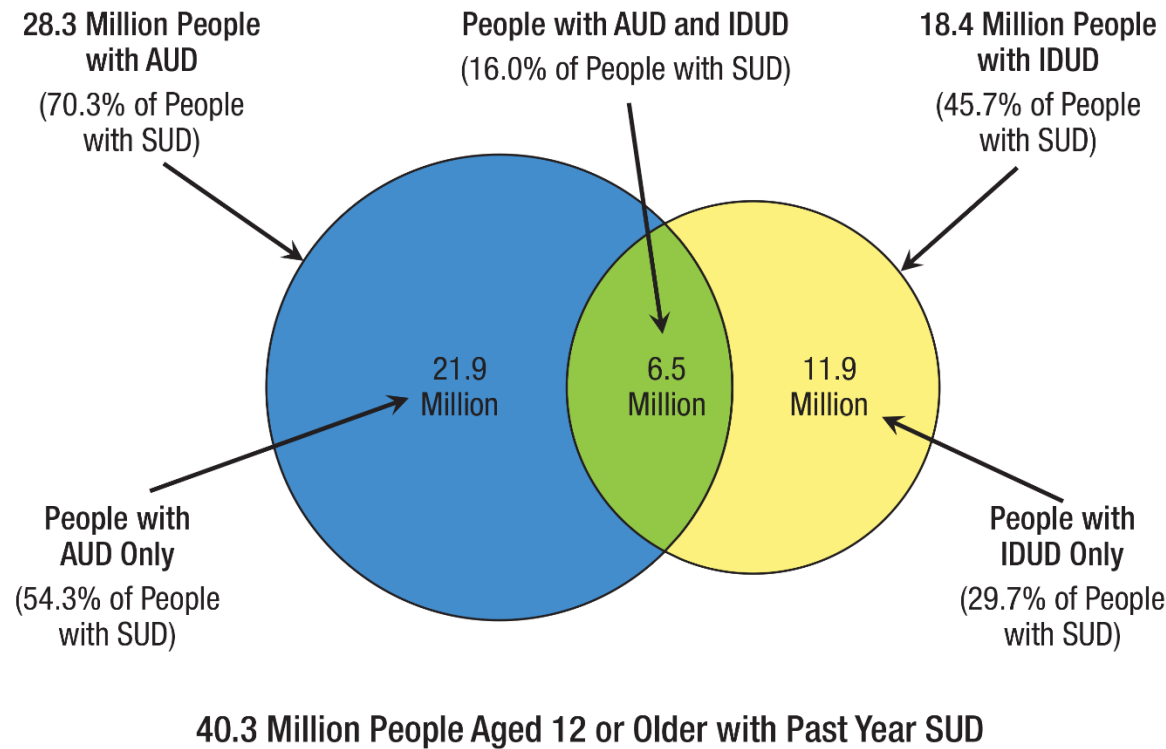 28.3 Million People
with AUD
(70.3% of People
with SUD)
People with AUD and IDUD
(16.0% of People with SUD)
18.4 Million People
with IDUD
(45.7% of People
with SUD)
21.9
Million
6.5
Million
11.9
Million
People with
AUD Only
(54.3% of People
with SUD)
People with
IDUD Only
(29.7% of People
with SUD)
40.3 Million People Aged 12 or Older with Past Year SUD